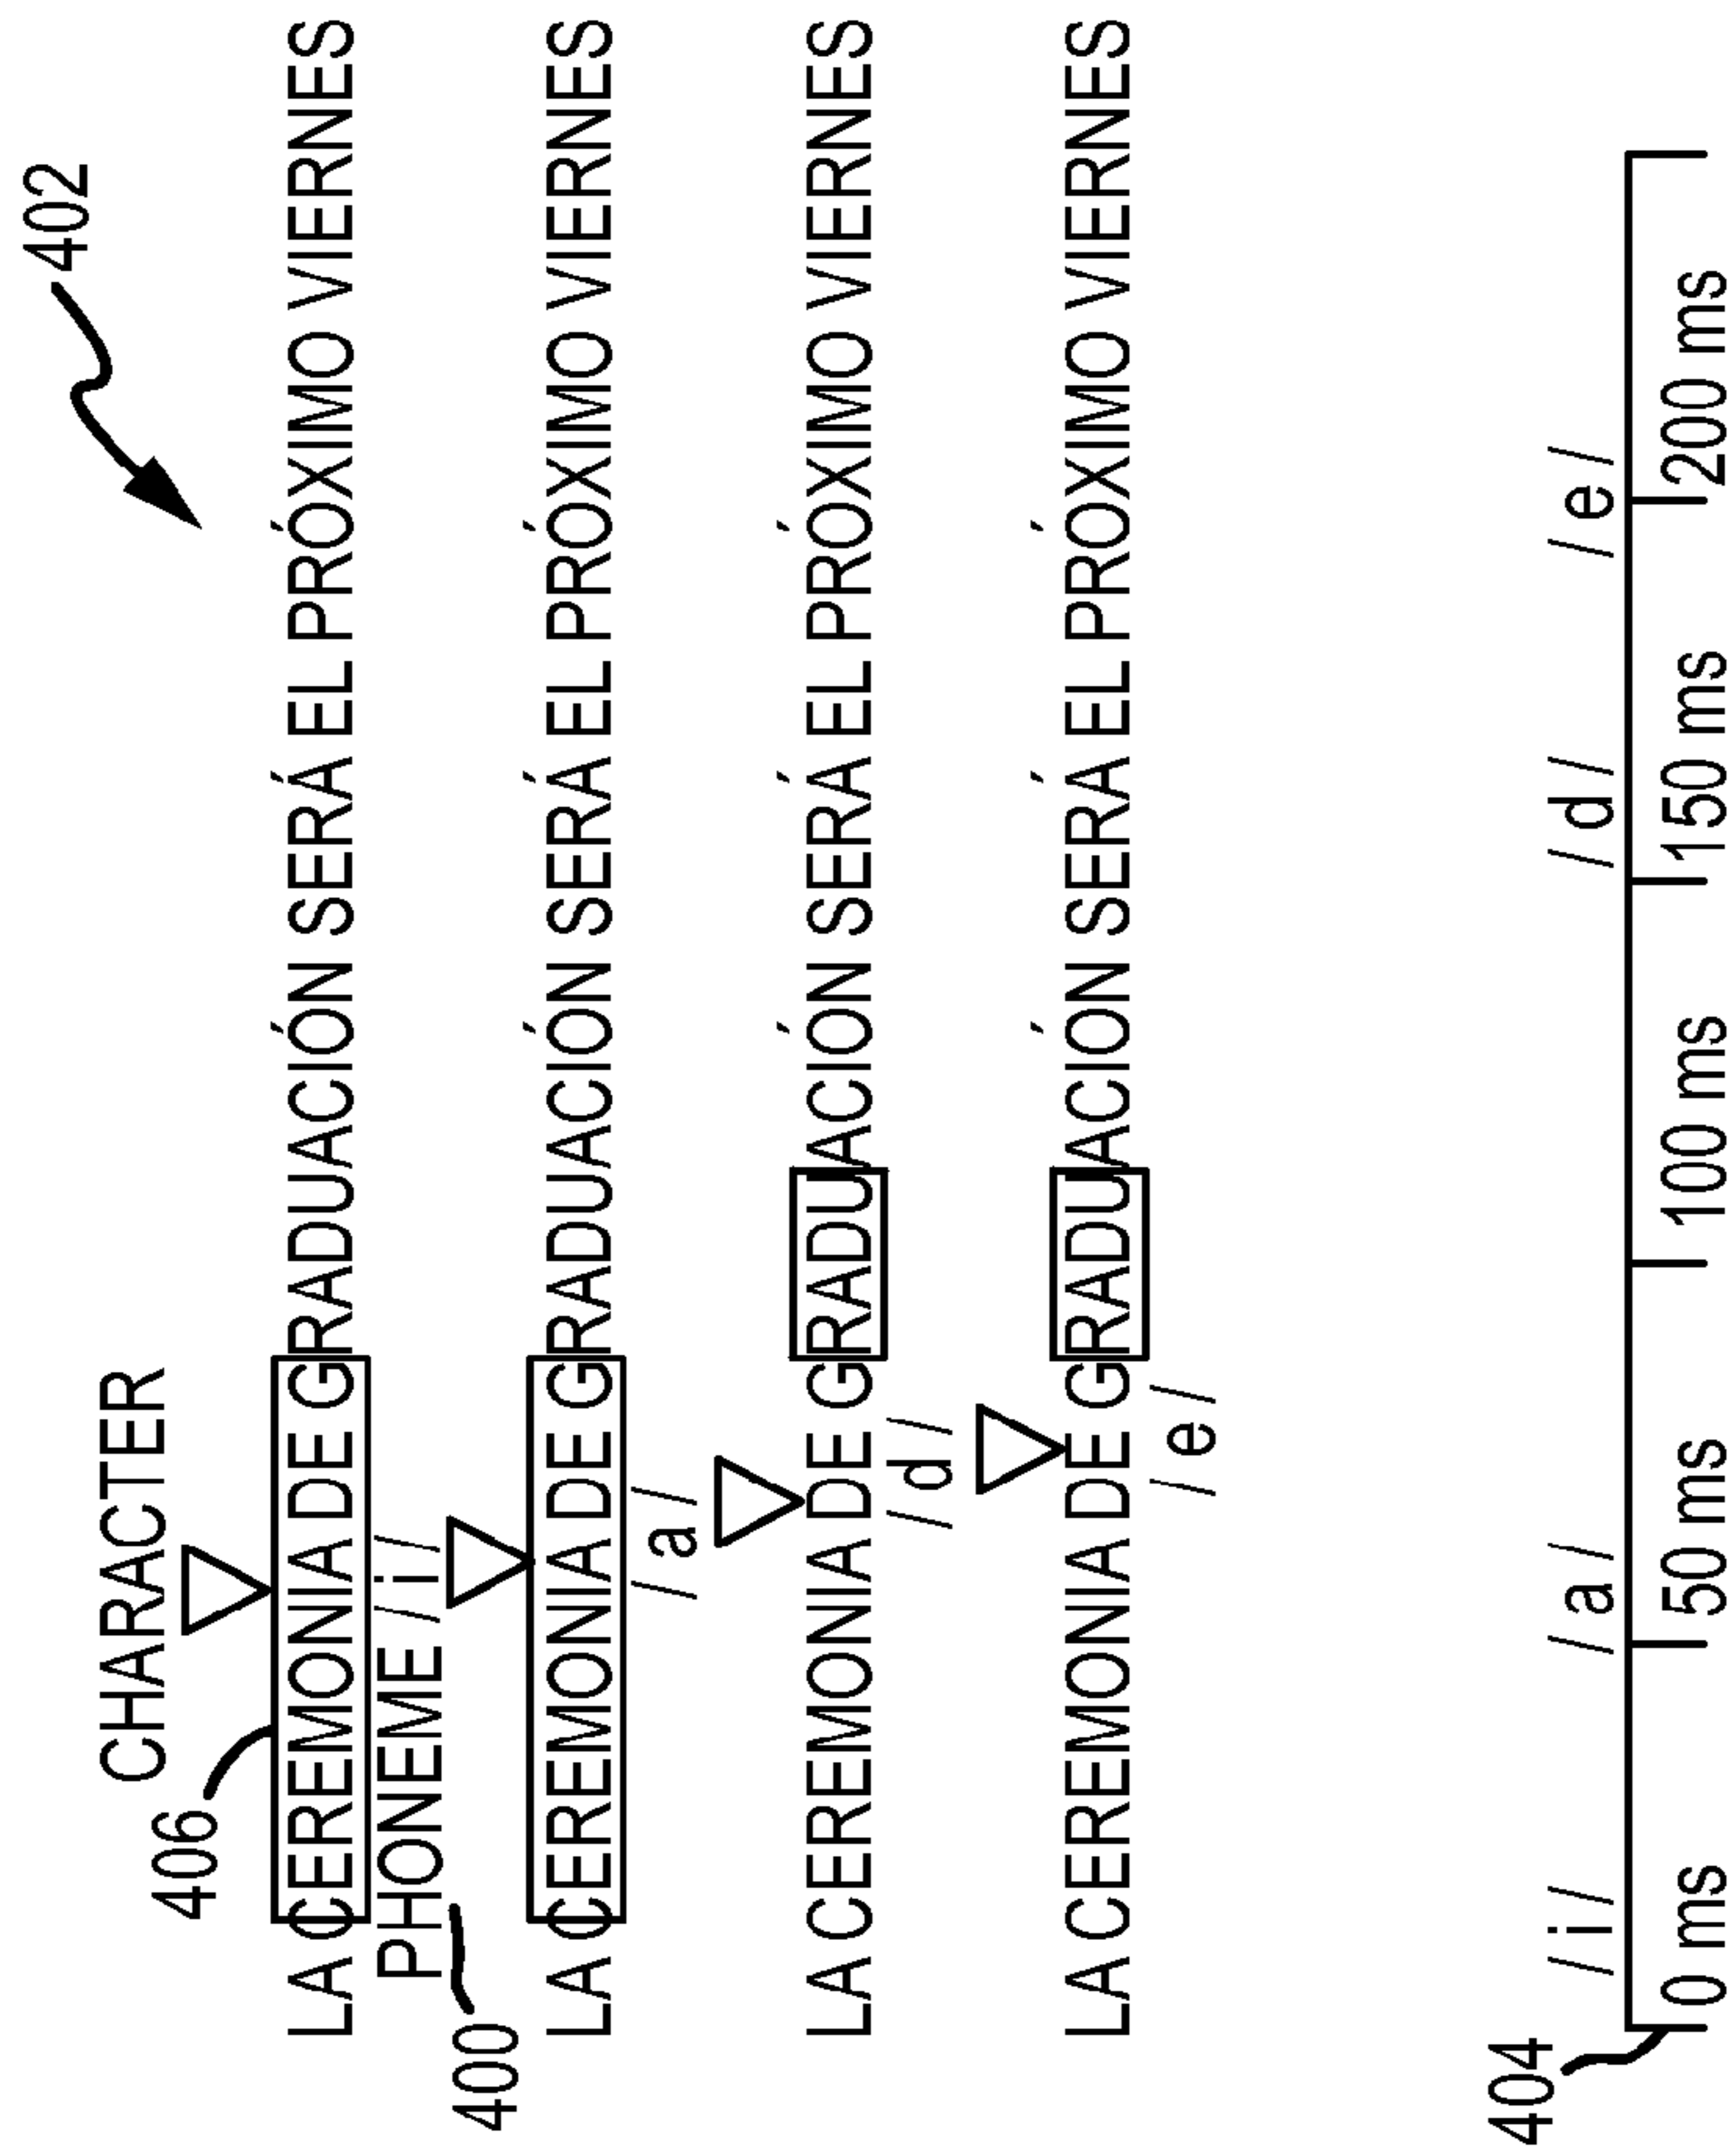 402
CHARACTER
406
LA CEREMONIA DE GRADUACIÓN SERÁ EL PRÓXIMO VIERNES
PHONEME / i /
400
LA CEREMONIA DE GRADUACIÓN SERÁ EL PRÓXIMO VIERNES
/ a /
LA CEREMONIA DE GRADUACIÓN SERÁ EL PRÓXIMO VIERNES
/ d /
LA CEREMONIA DE GRADUACIÓN SERÁ EL PRÓXIMO VIERNES
/ e /
404
/ i / / a / / d / / e /
0 ms 50 ms 100 ms 150 ms 200 ms